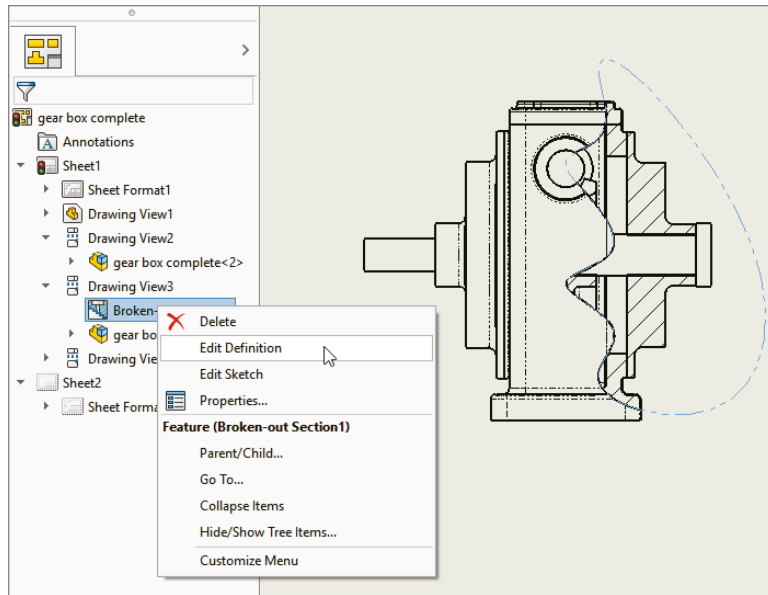 gear box complete
Annotations
Sheet1
Sheet Format1
Drawing View1
Drawing View2
gear box complete<2>
Drawing View3
Broken-
gear bo
Drawing Vie
Sheet2
Sheet Forma
Delete
Edit Definition
Edit Sketch
Properties...
Feature (Broken-out Section1)
Parent/Child...
Go To...
Collapse Items
Hide/Show Tree Items...
Customize Menu